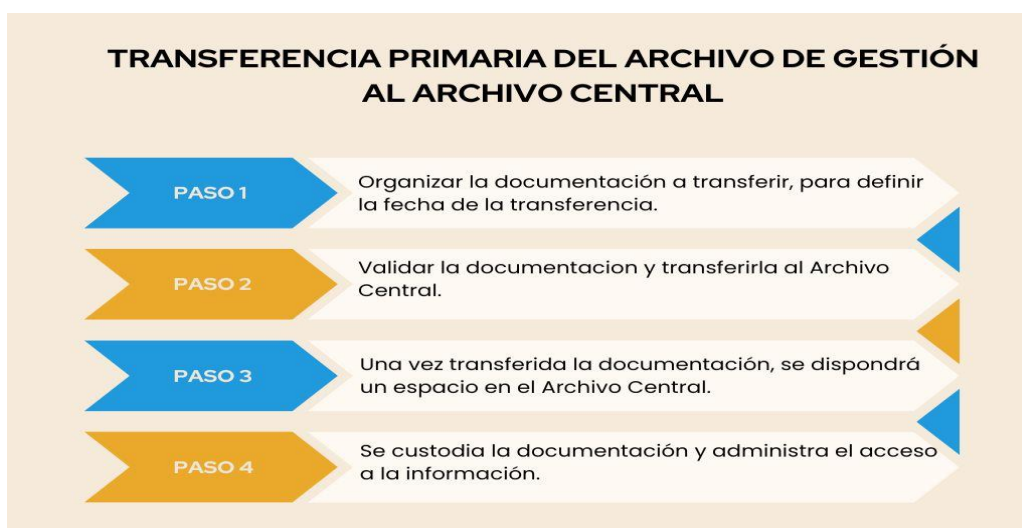 TRANSFERENCIA PRIMARIA DEL ARCHIVO DE GESTIÓN
AL ARCHIVO CENTRAL
PASO 1
Organizar la documentación a transferir, para definir
la fecha de la transferencia.
PASO 2
Validar la documentacion y transferirla al Archivo
Central.
PASO 3
Una vez transferida la documentación, se dispondrá
un espacio en el Archivo Central.
PASO 4
Se custodia la documentación y administra el acceso
a la información.